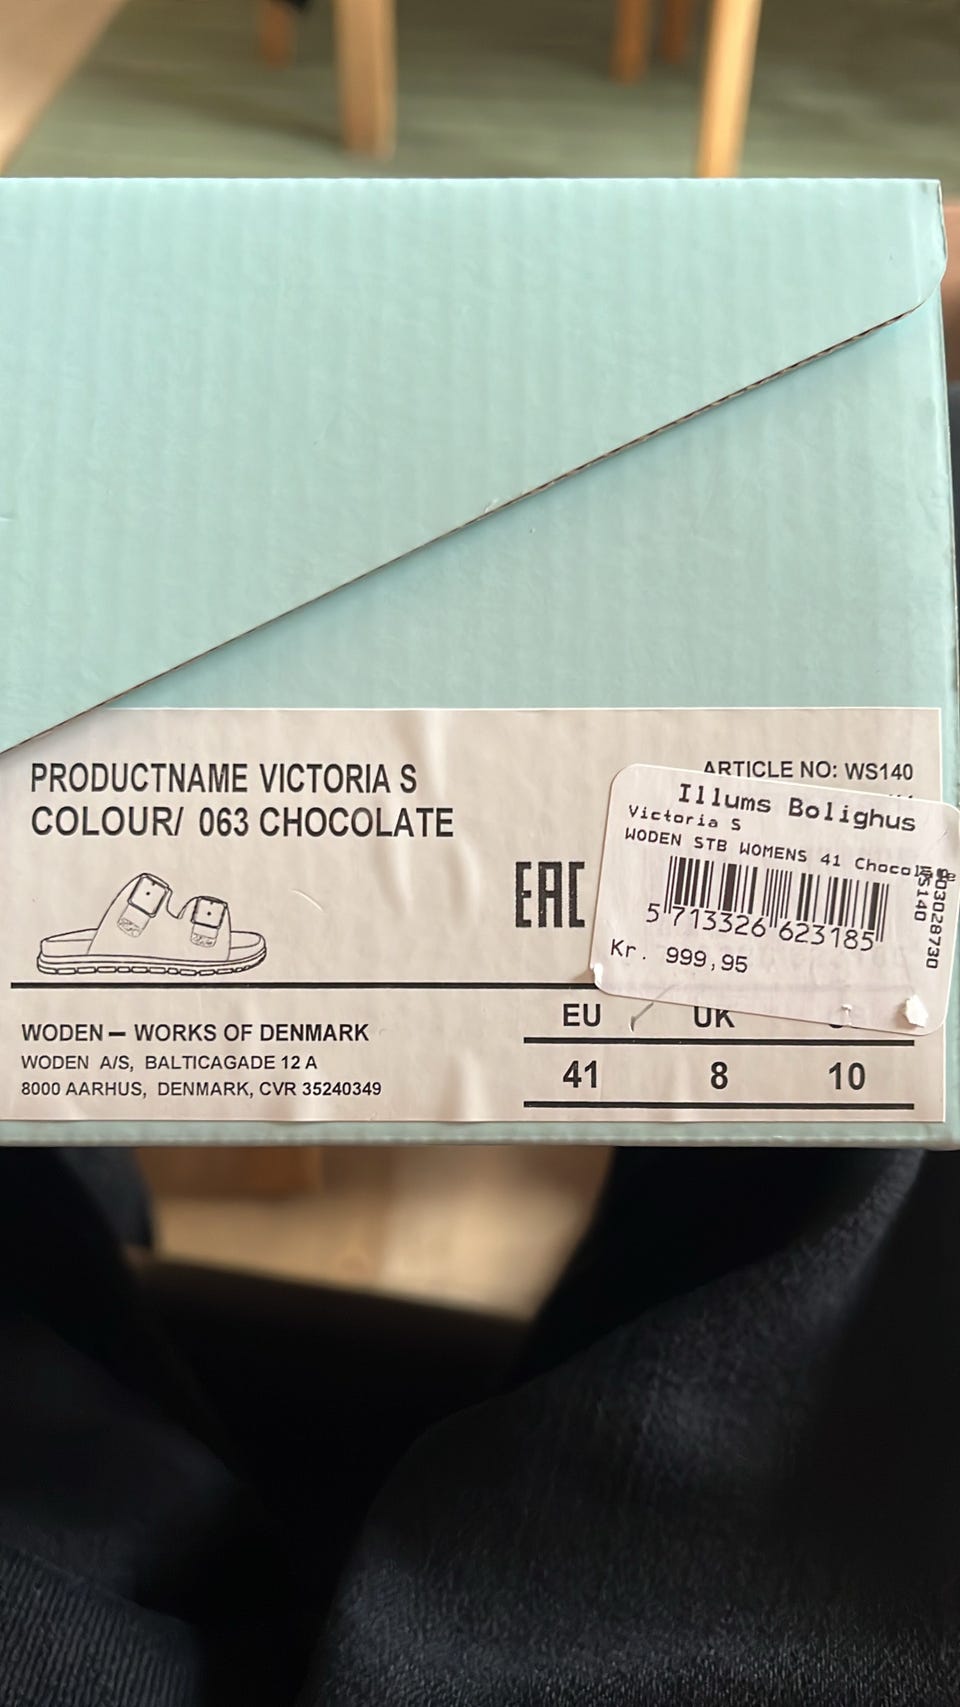 PRODUCTNAME VICTORIA S
COLOUR/ 063 CHOCOLATE
ARTICLE NO: WS140
Illums Bolighus
Victoria S
WODEN STB WOMENS 41
5 713326 623185
Kr. 999,95
WS140
03028730
EAC
WODEN — WORKS OF DENMARK
WODEN A/S, BALTICAGADE 12 A
8000 AARHUS, DENMARK, CVR 35240349
EU UK
41 8 10